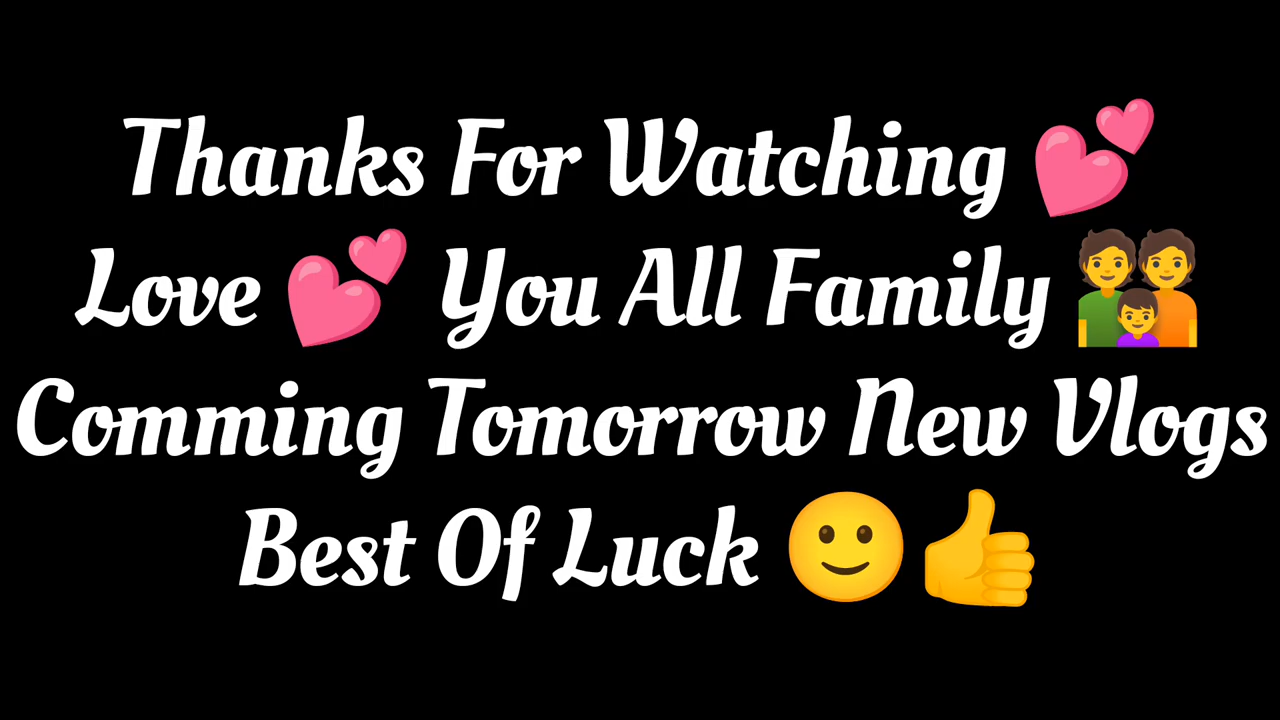 Thanks For Watching 💕
Love 💕 You All Family 👪
Comming Tomorrow New Vlogs
Best Of Luck 🙂👍